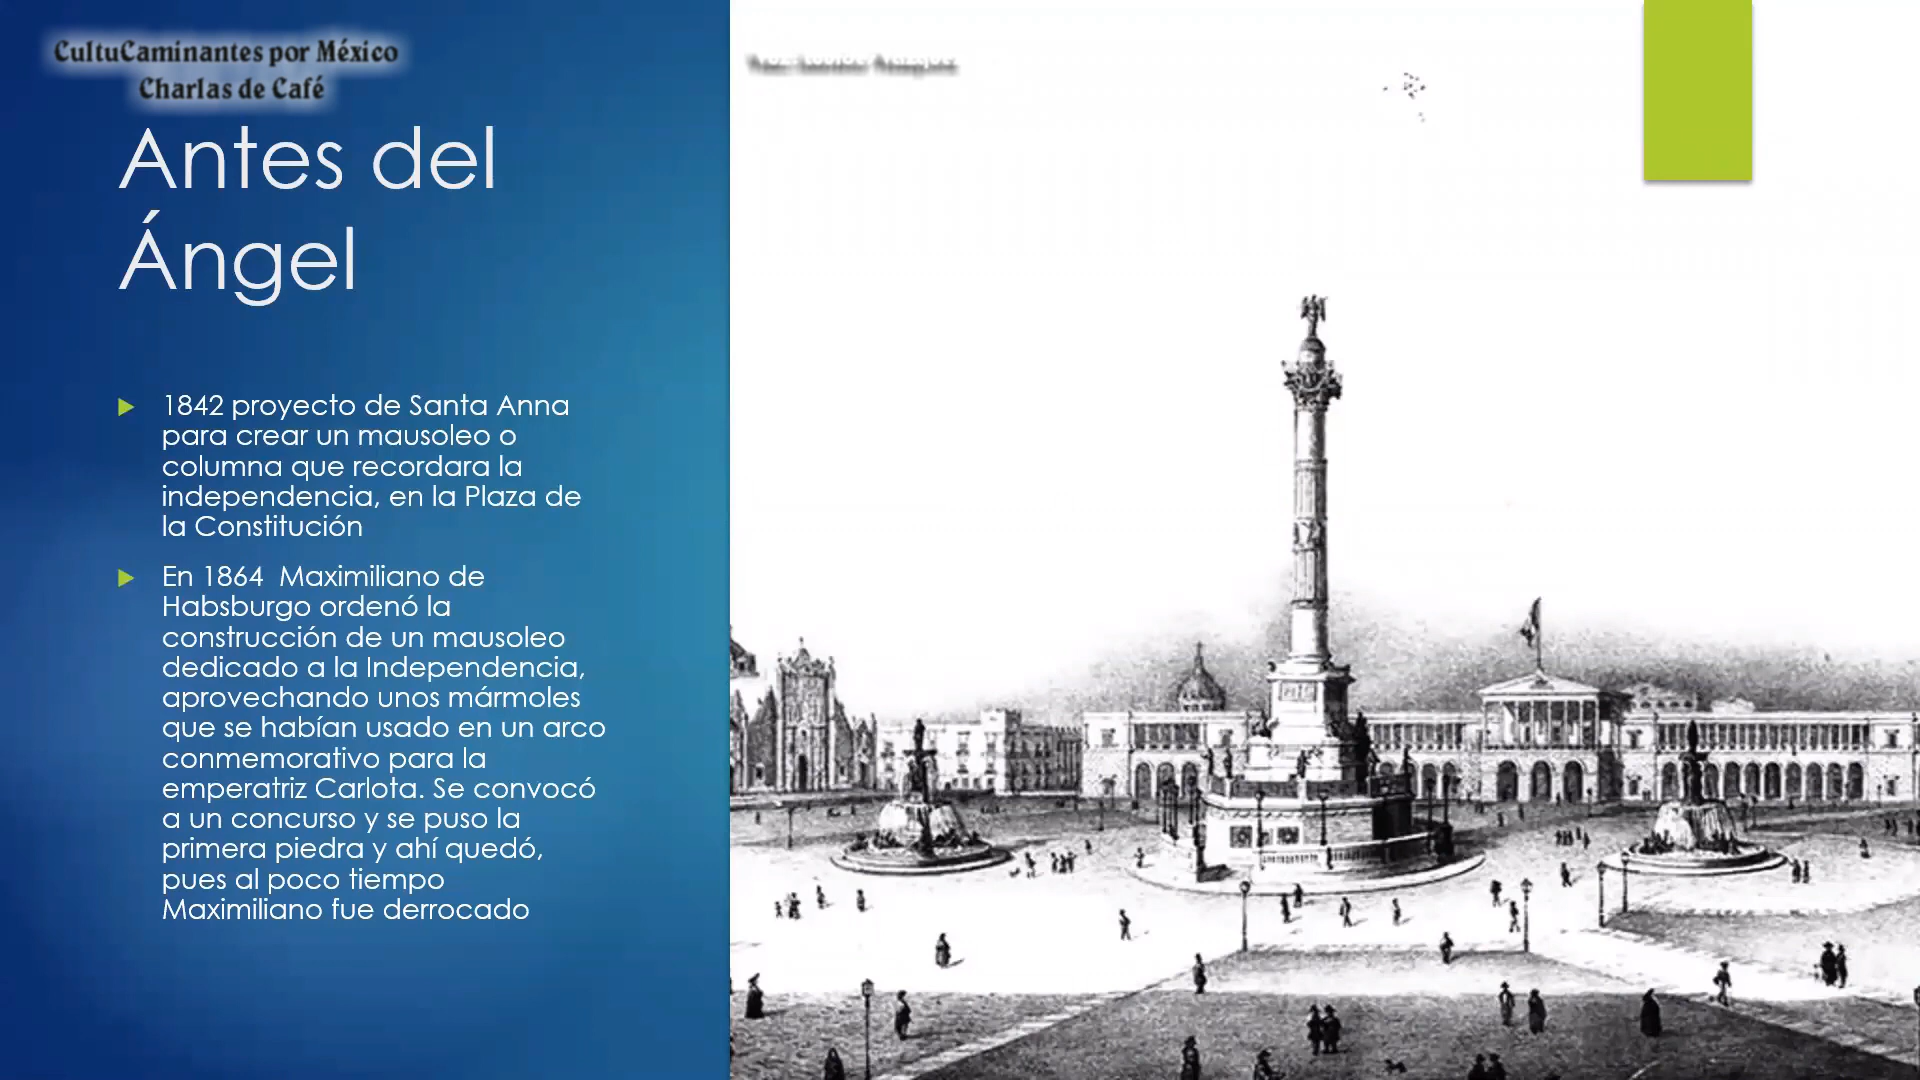 CultuCaminantes por México
Charlas de Café
Antes del
Ángel
1842 proyecto de Santa Anna
para crear un mausoleo o
columna que recordara la
independencia, en la Plaza de
la Constitución
En 1864 Maximiliano de
Habsburgo ordenó la
construcción de un mausoleo
dedicado a la Independencia,
aprovechando unos mármoles
que se habían usado en un arco
conmemorativo para la
emperatriz Carlota. Se convocó
a un concurso y se puso la
primera piedra y ahí quedó,
pues al poco tiempo
Maximiliano fue derrocado